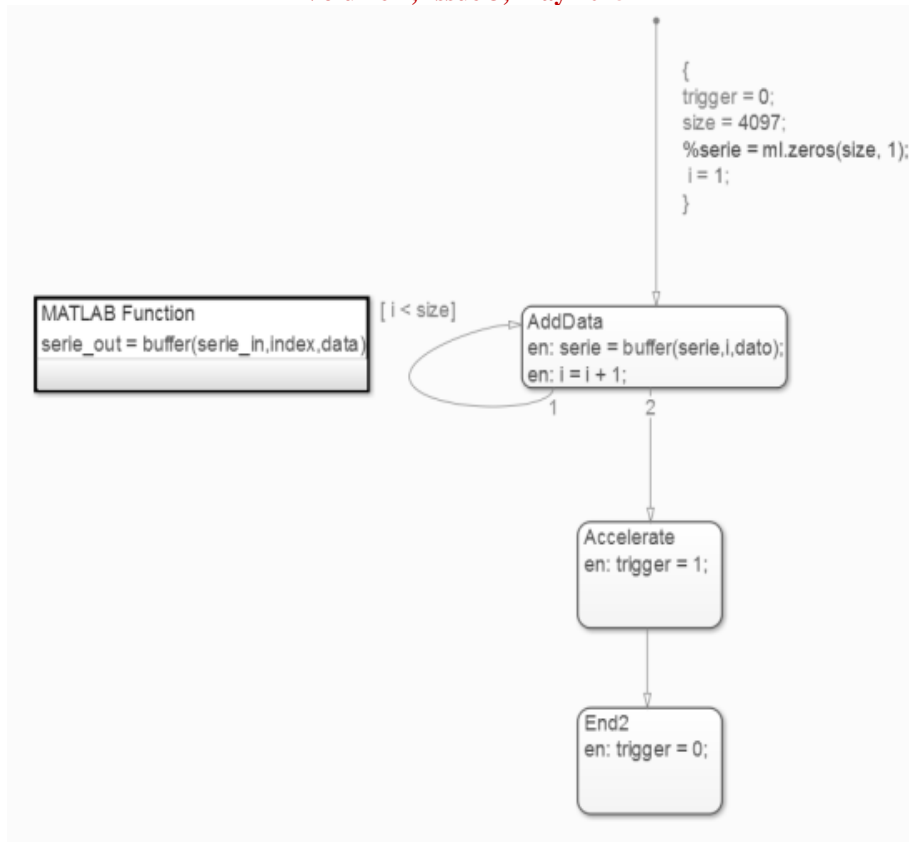 {
trigger = 0;
size = 4097;
%serie = ml.zeros(size, 1);
i = 1;
}
MATLAB Function
serie_out = buffer(serie_in,index,data)
[ i < size]
AddData
en: serie = buffer(serie,i,dato);
en: i = i + 1;
1
2
Accelerate
en: trigger = 1;
End2
en: trigger = 0;